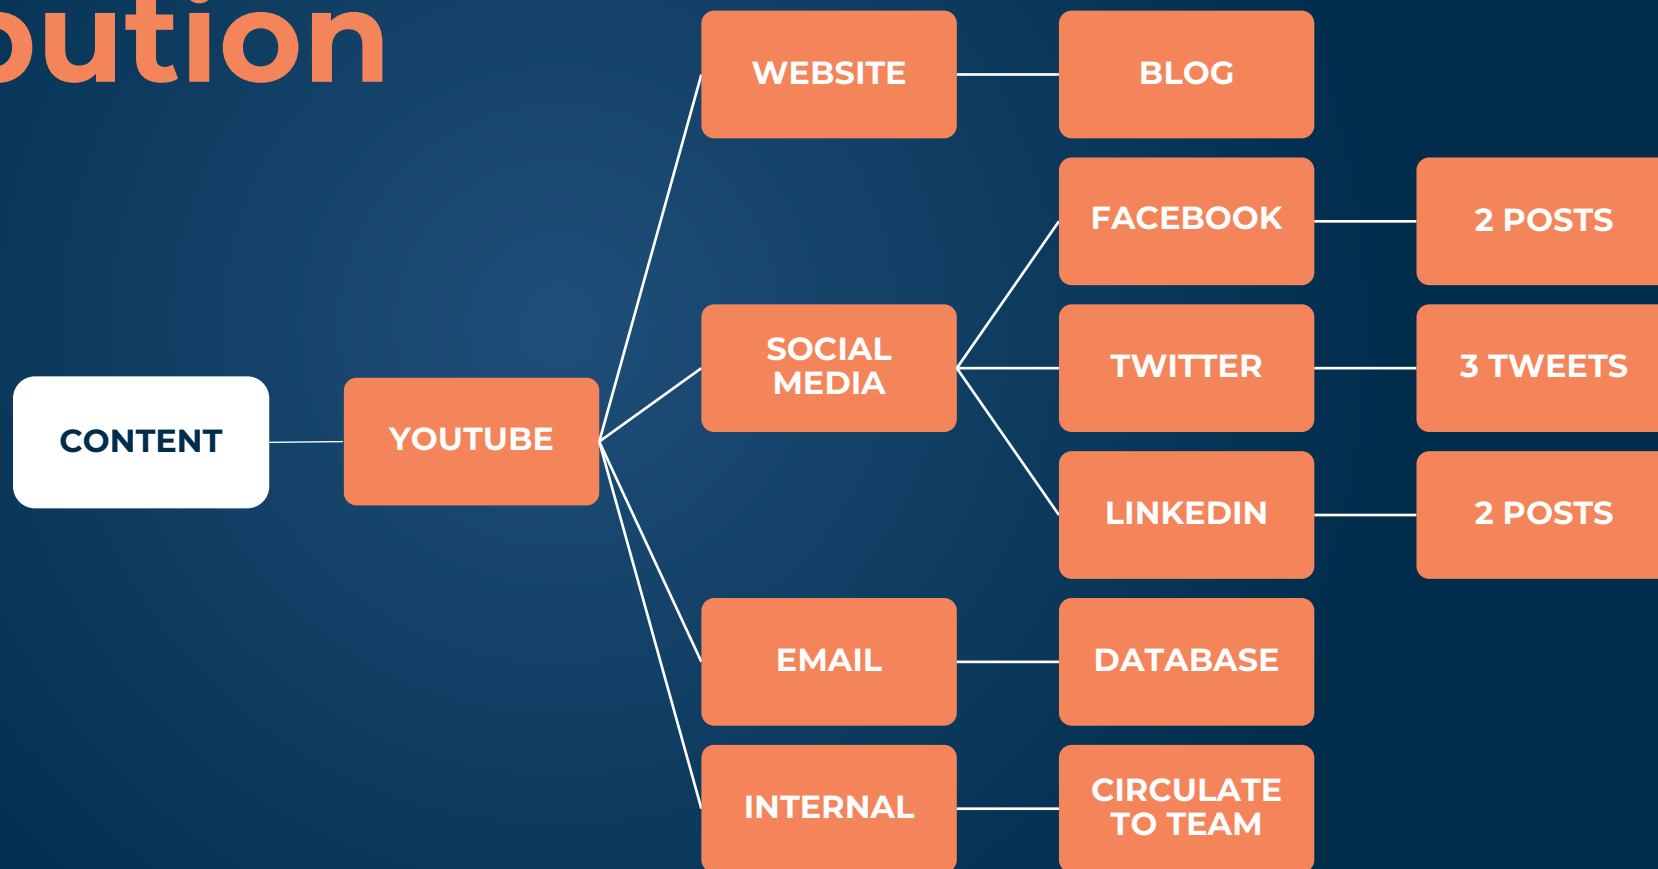 bution
WEBSITE
BLOG
FACEBOOK
2 POSTS
SOCIAL
MEDIA
TWITTER
3 TWEETS
CONTENT
YOUTUBE
LINKEDIN
2 POSTS
EMAIL
DATABASE
INTERNAL
CIRCULATE
TO TEAM